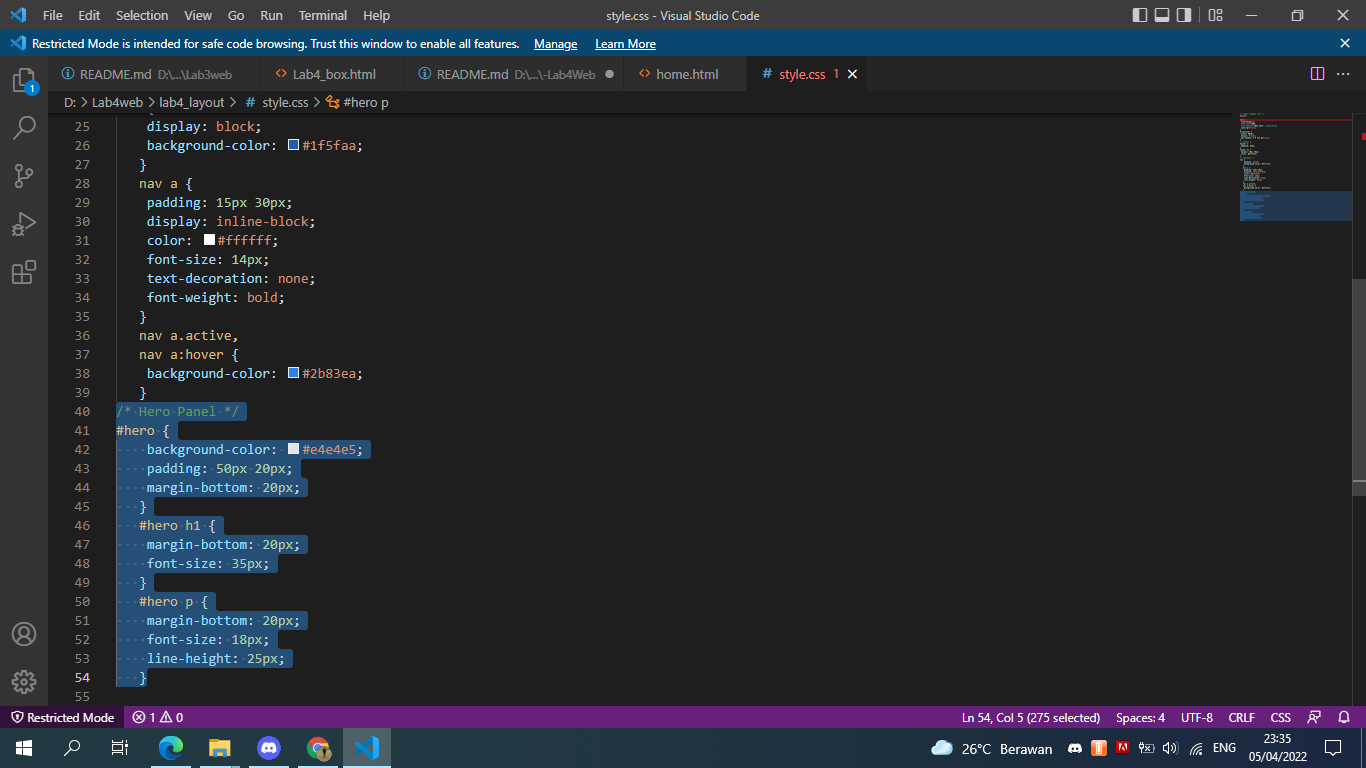 File Edit Selection View Go Run Terminal Help style.css - Visual Studio Code
Restricted Mode is intended for safe code browsing. Trust this window to enable all features. Manage Learn More
README.md D:\...\Lab3web Lab4_box.html README.md D:\...\-Lab4Web home.html # style.css 1
D: > Lab4web > lab4_layout > # style.css > #hero p
1
25 display: block;
26 background-color: #1f5faa;
27 }
28 nav a {
29 padding: 15px 30px;
30 display: inline-block;
31 color: #ffffff;
32 font-size: 14px;
33 text-decoration: none;
34 font-weight: bold;
35 }
36 nav a.active,
37 nav a:hover {
38 background-color: #2b83ea;
39 }
40 /* Hero Panel */
41 #hero {
42 background-color: #e4e4e5;
43 padding: 50px 20px;
44 margin-bottom: 20px;
45 }
46 #hero h1 {
47 margin-bottom: 20px;
48 font-size: 35px;
49 }
50 #hero p {
51 margin-bottom: 20px;
52 font-size: 18px;
53 line-height: 25px;
54 }
55
Restricted Mode 1 0 Ln 54, Col 5 (275 selected) Spaces: 4 UTF-8 CRLF CSS
26°C Berawan ENG 23:35
05/04/2022